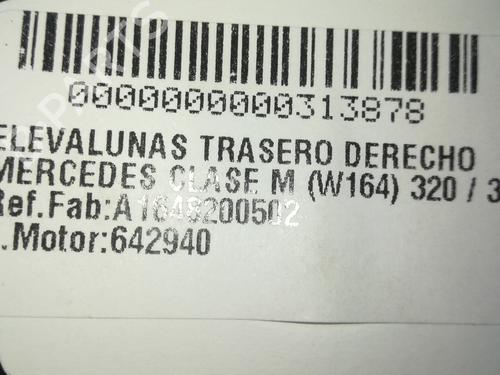 0000000000313878
ELEVALUNAS TRASERO DERECHO
MERCEDES CLASE M (W164) 320 / 3
Ref.Fab:A1648200502
.Motor:642940